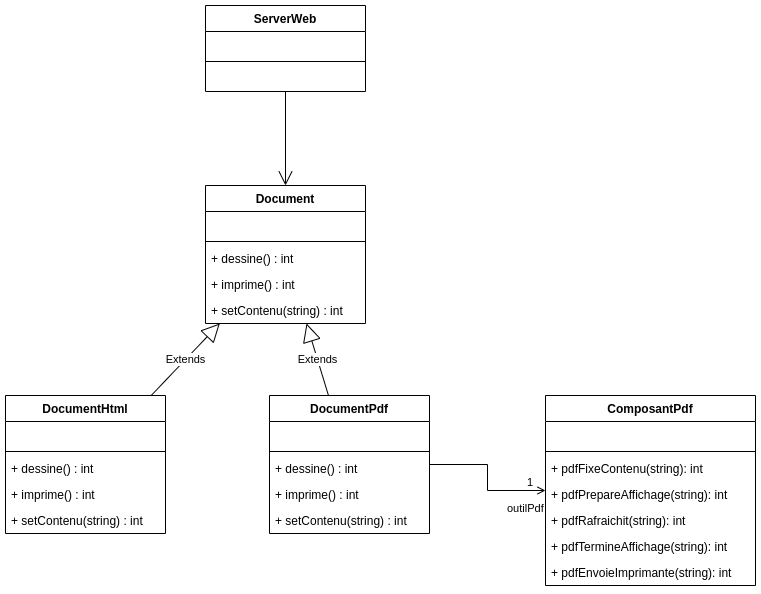 ServerWeb
Document
+ dessine() : int
+ imprime() : int
+ setContenu(string) : int
Extends
Extends
DocumentHtml
+ dessine() : int
+ imprime() : int
+ setContenu(string) : int
DocumentPdf
+ dessine() : int
+ imprime() : int
+ setContenu(string) : int
1
outilPdf
ComposantPdf
+ pdfFixeContenu(string): int
+ pdfPrepareAffichage(string): int
+ pdfRafraichit(string): int
+ pdfTermineAffichage(string): int
+ pdfEnvoieImprimante(string): int